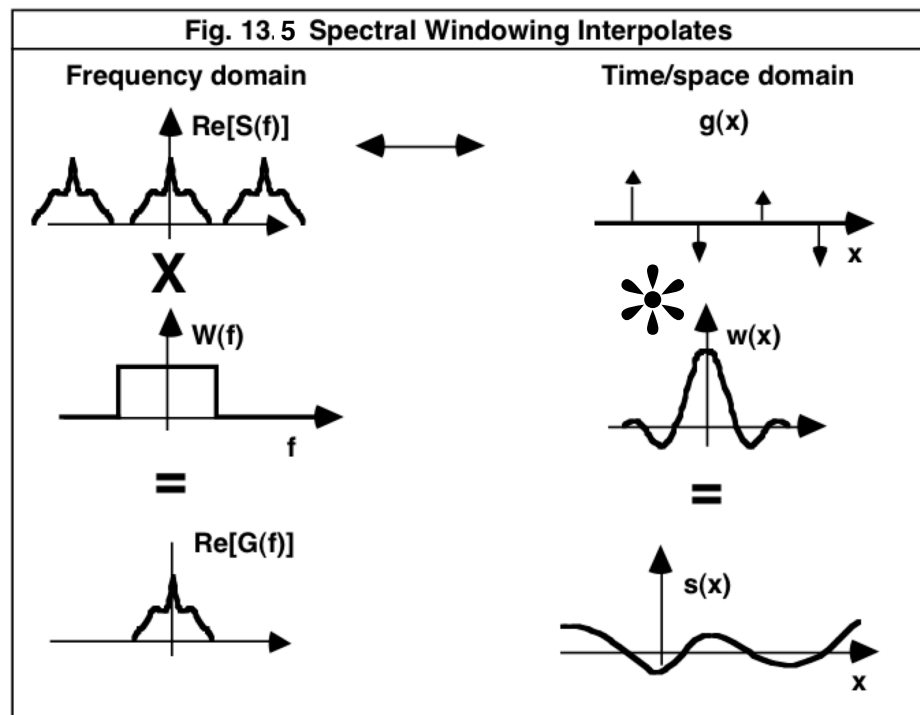 Fig. 13.5 Spectral Windowing Interpolates
Frequency domain
Time/space domain
Re[S(f)]
g(x)
x
X
W(f)
w(x)
f
=
=
Re[G(f)]
s(x)
x